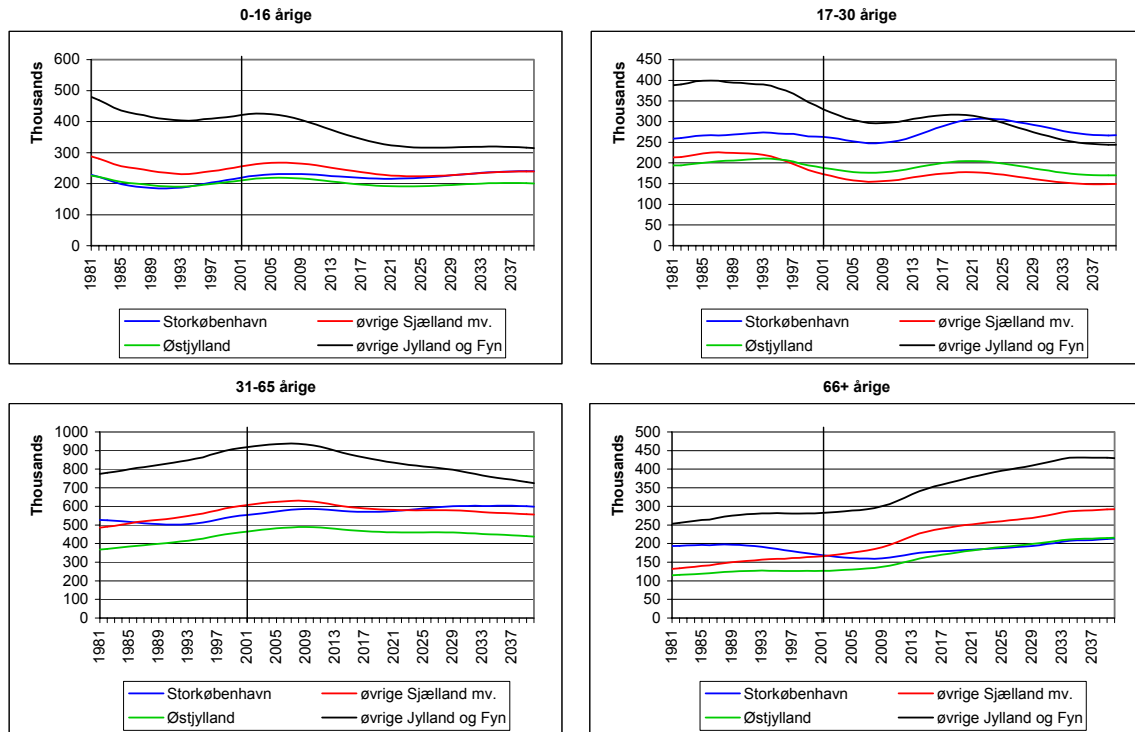 0-16 årige
Thousands
600
500
400
300
200
100
0
1981 1985 1989 1993 1997 2001 2005 2009 2013 2017 2021 2025 2029 2033 2037
Storkøbenhavn øvrige Sjælland mv.
Østjylland øvrige Jylland og Fyn
17-30 årige
Thousands
450
400
350
300
250
200
150
100
50
0
1981 1985 1989 1993 1997 2001 2005 2009 2013 2017 2021 2025 2029 2033 2037
Storkøbenhavn øvrige Sjælland mv.
Østjylland øvrige Jylland og Fyn
31-65 årige
Thousands
1000
900
800
700
600
500
400
300
200
100
0
1981 1985 1989 1993 1997 2001 2005 2009 2013 2017 2021 2025 2029 2033 2037
Storkøbenhavn øvrige Sjælland mv.
Østjylland øvrige Jylland og Fyn
66+ årige
Thousands
500
450
400
350
300
250
200
150
100
50
0
1981 1985 1989 1993 1997 2001 2005 2009 2013 2017 2021 2025 2029 2033 2037
Storkøbenhavn øvrige Sjælland mv.
Østjylland øvrige Jylland og Fyn